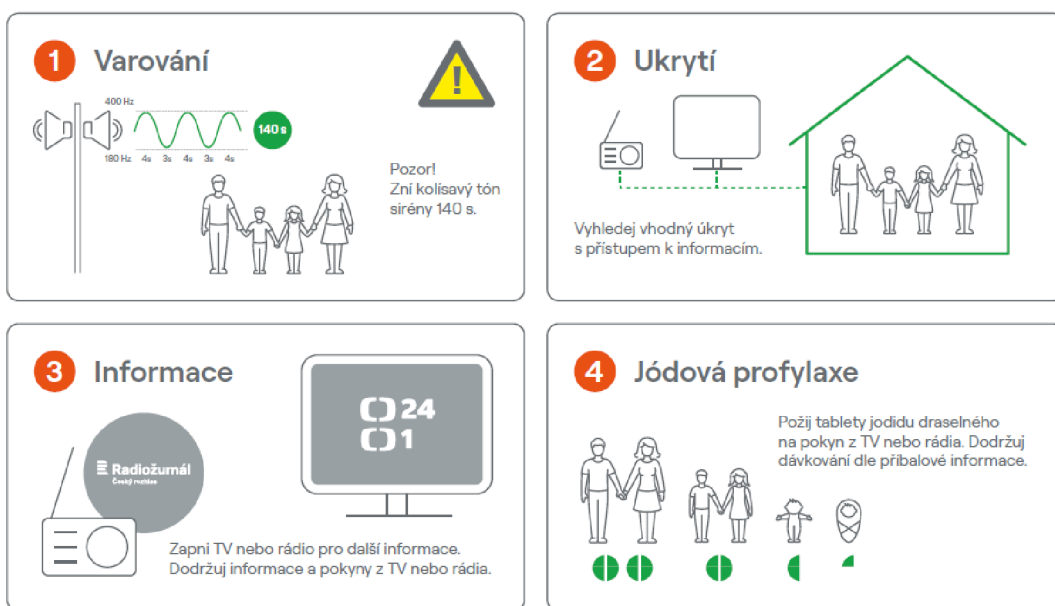 1 Varování
400 Hz
140 s
180 Hz 4s 3s 4s 3s 4s
Pozor!
Zní kolísavý tón
sirény 140 s.
2 Ukrytí
Vyhledej vhodný úkryt
s přístupem k informacím.
3 Informace
24
1
Radiožurnál
Český rozhlas
Zapni TV nebo rádio pro další informace.
Dodržuj informace a pokyny z TV nebo rádia.
4 Jódová profylaxe
Požij tablety jodidu draselného
na pokyn z TV nebo rádia. Dodržuj
dávkování dle příbalové informace.